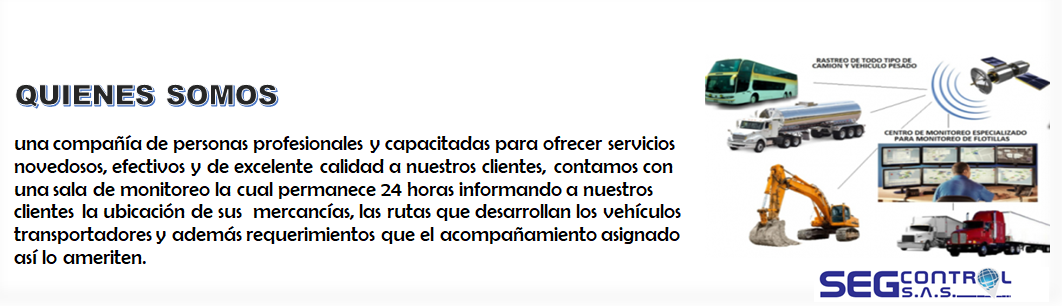 QUIENES SOMOS
una compañía de personas profesionales y capacitadas para ofrecer servicios
novedosos, efectivos y de excelente calidad a nuestros clientes, contamos con
una sala de monitoreo la cual permanece 24 horas informando a nuestros
clientes la ubicación de sus mercancías, las rutas que desarrollan los vehículos
transportadores y además requerimientos que el acompañamiento asignado
así lo ameriten.
RASTREO DE TODO TIPO DE
CAMION Y VEHICULO PESADO
CENTRO DE MONITOREO ESPECIALIZADO
PARA MONITOREO DE FLOTILLAS
SEGCONTROL
S.A.S.